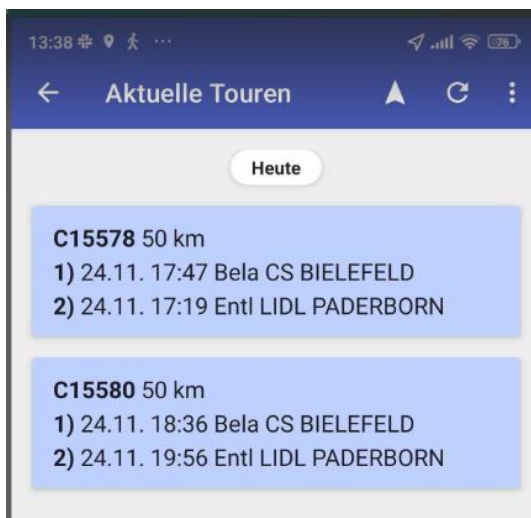 13:38 ... 76
Aktuelle Touren
Heute
C15578 50 km
1) 24.11. 17:47 Bela CS BIELEFELD
2) 24.11. 17:19 Entl LIDL PADERBORN
C15580 50 km
1) 24.11. 18:36 Bela CS BIELEFELD
2) 24.11. 19:56 Entl LIDL PADERBORN